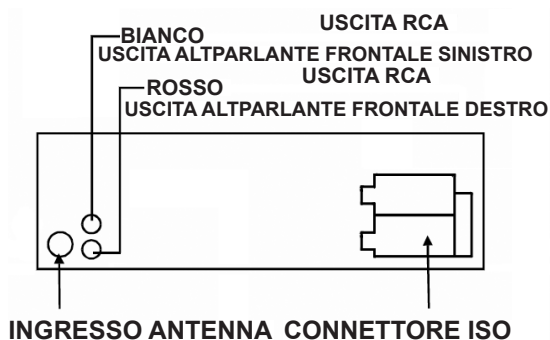 USCITA RCA
BIANCO
USCITA ALTPARLANTE FRONTALE SINISTRO
USCITA RCA
ROSSO
USCITA ALTPARLANTE FRONTALE DESTRO
INGRESSO ANTENNA CONNETTORE ISO